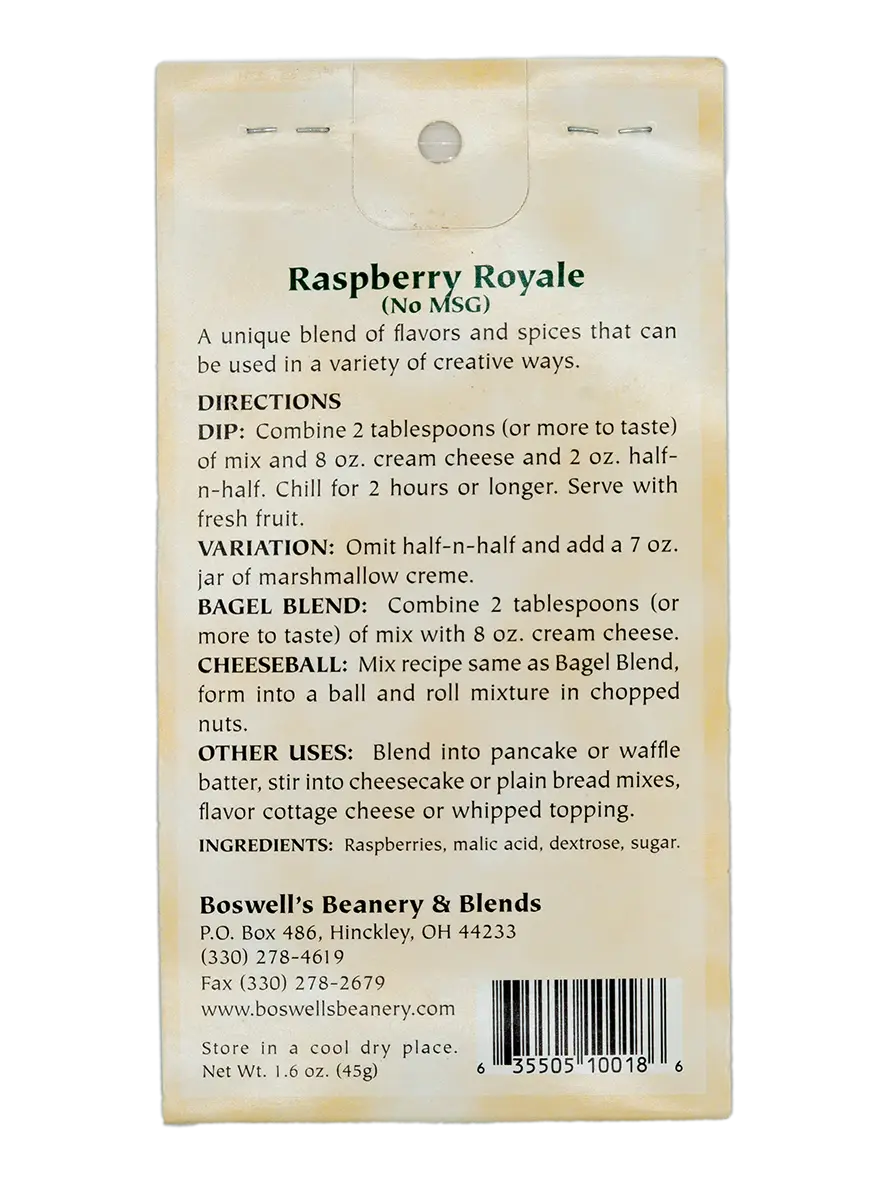 Raspberry Royale
(No MSG)
A unique blend of flavors and spices that can
be used in a variety of creative ways.
DIRECTIONS
DIP: Combine 2 tablespoons (or more to taste)
of mix and 8 oz. cream cheese and 2 oz. half-
n-half. Chill for 2 hours or longer. Serve with
fresh fruit.
VARIATION: Omit half-n-half and add a 7 oz.
jar of marshmallow creme.
BAGEL BLEND: Combine 2 tablespoons (or
more to taste) of mix with 8 oz. cream cheese.
CHEESEBALL: Mix recipe same as Bagel Blend,
form into a ball and roll mixture in chopped
nuts.
OTHER USES: Blend into pancake or waffle
batter, stir into cheesecake or plain bread mixes,
flavor cottage cheese or whipped topping.
INGREDIENTS: Raspberries, malic acid, dextrose, sugar.
Boswell's Beanery & Blends
P.O. Box 486, Hinckley, OH 44233
(330) 278-4619
Fax (330) 278-2679
www.boswellsbeanery.com
Store in a cool dry place.
Net Wt. 1.6 oz. (45g)
6 35505 10018 6